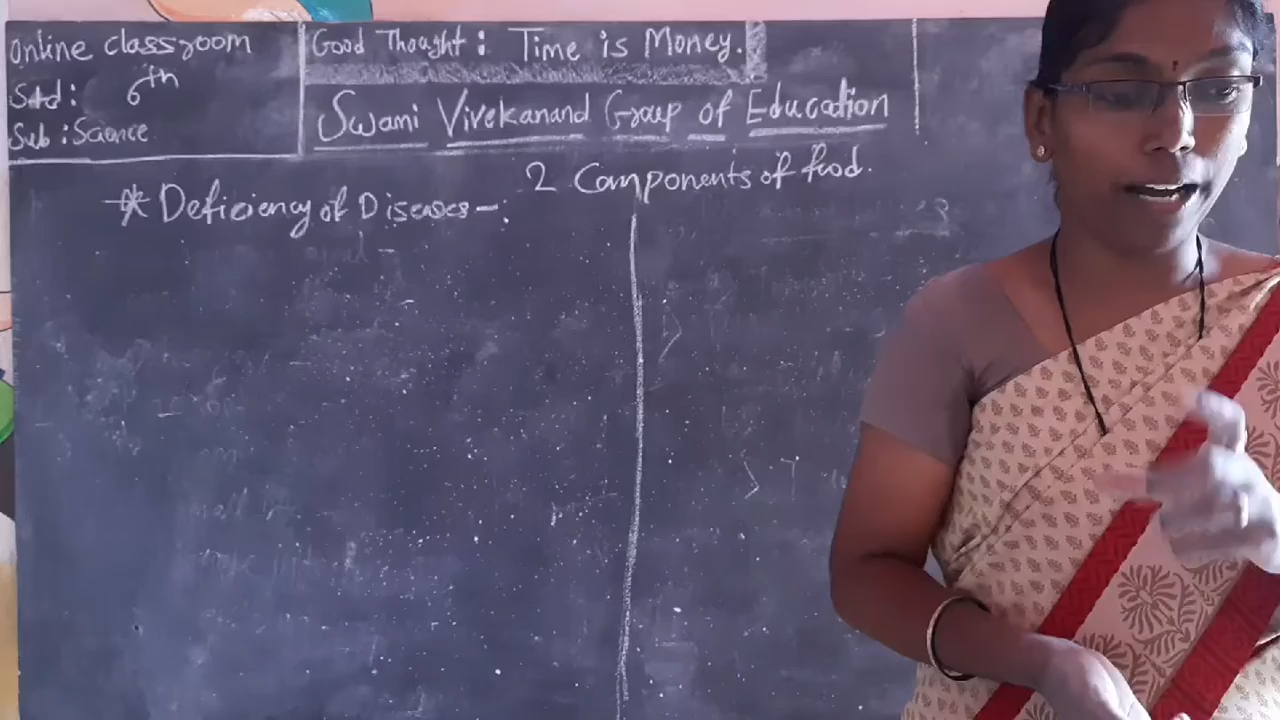 Online classroom
Std: 6th
Sub: Science
Good Thought: Time is Money.
Swami Vivekanand Group of Education
2 Components of food.
* Deficiency of Diseases -: